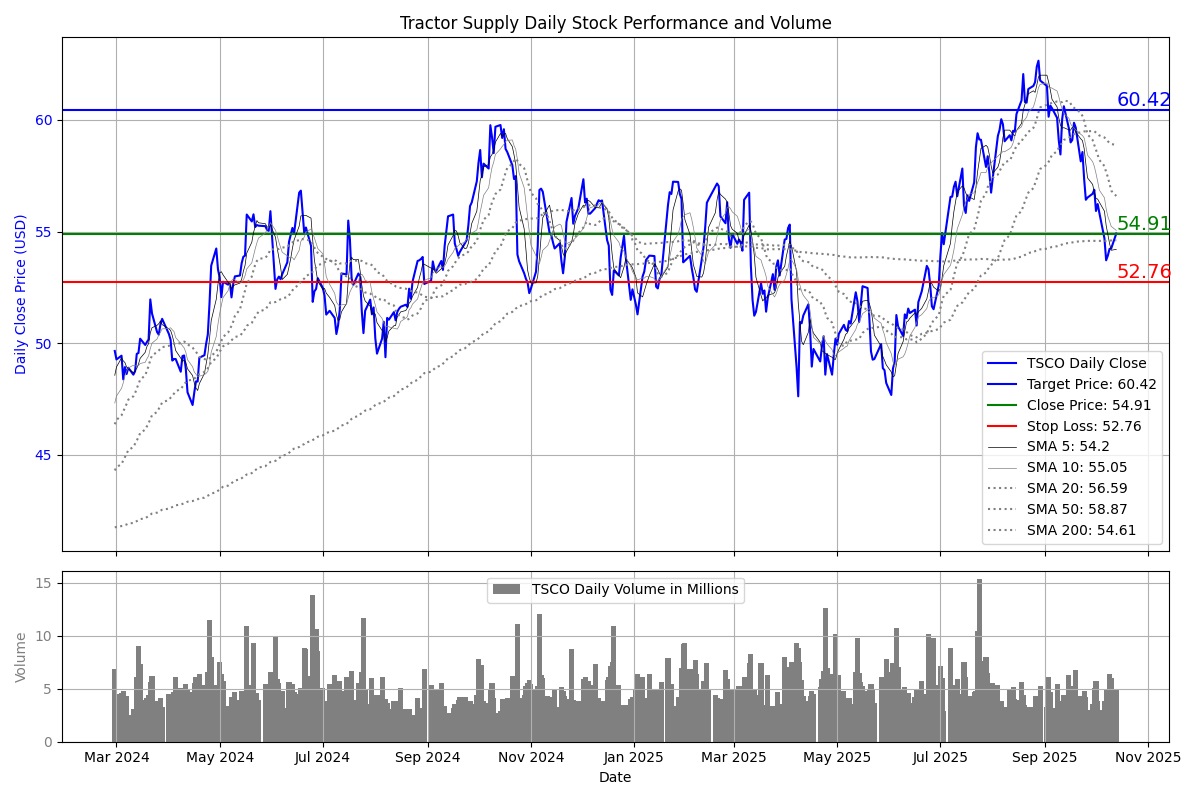 Tractor Supply Daily Stock Performance and Volume
Daily Close Price (USD)
60
55
50
45
60.42
54.91
52.76
TSCO Daily Close
Target Price: 60.42
Close Price: 54.91
Stop Loss: 52.76
SMA 5: 54.2
SMA 10: 55.05
SMA 20: 56.59
SMA 50: 58.87
SMA 200: 54.61
Volume
15
10
5
0
TSCO Daily Volume in Millions
Mar 2024 May 2024 Jul 2024 Sep 2024 Nov 2024 Jan 2025 Mar 2025 May 2025 Jul 2025 Sep 2025 Nov 2025
Date